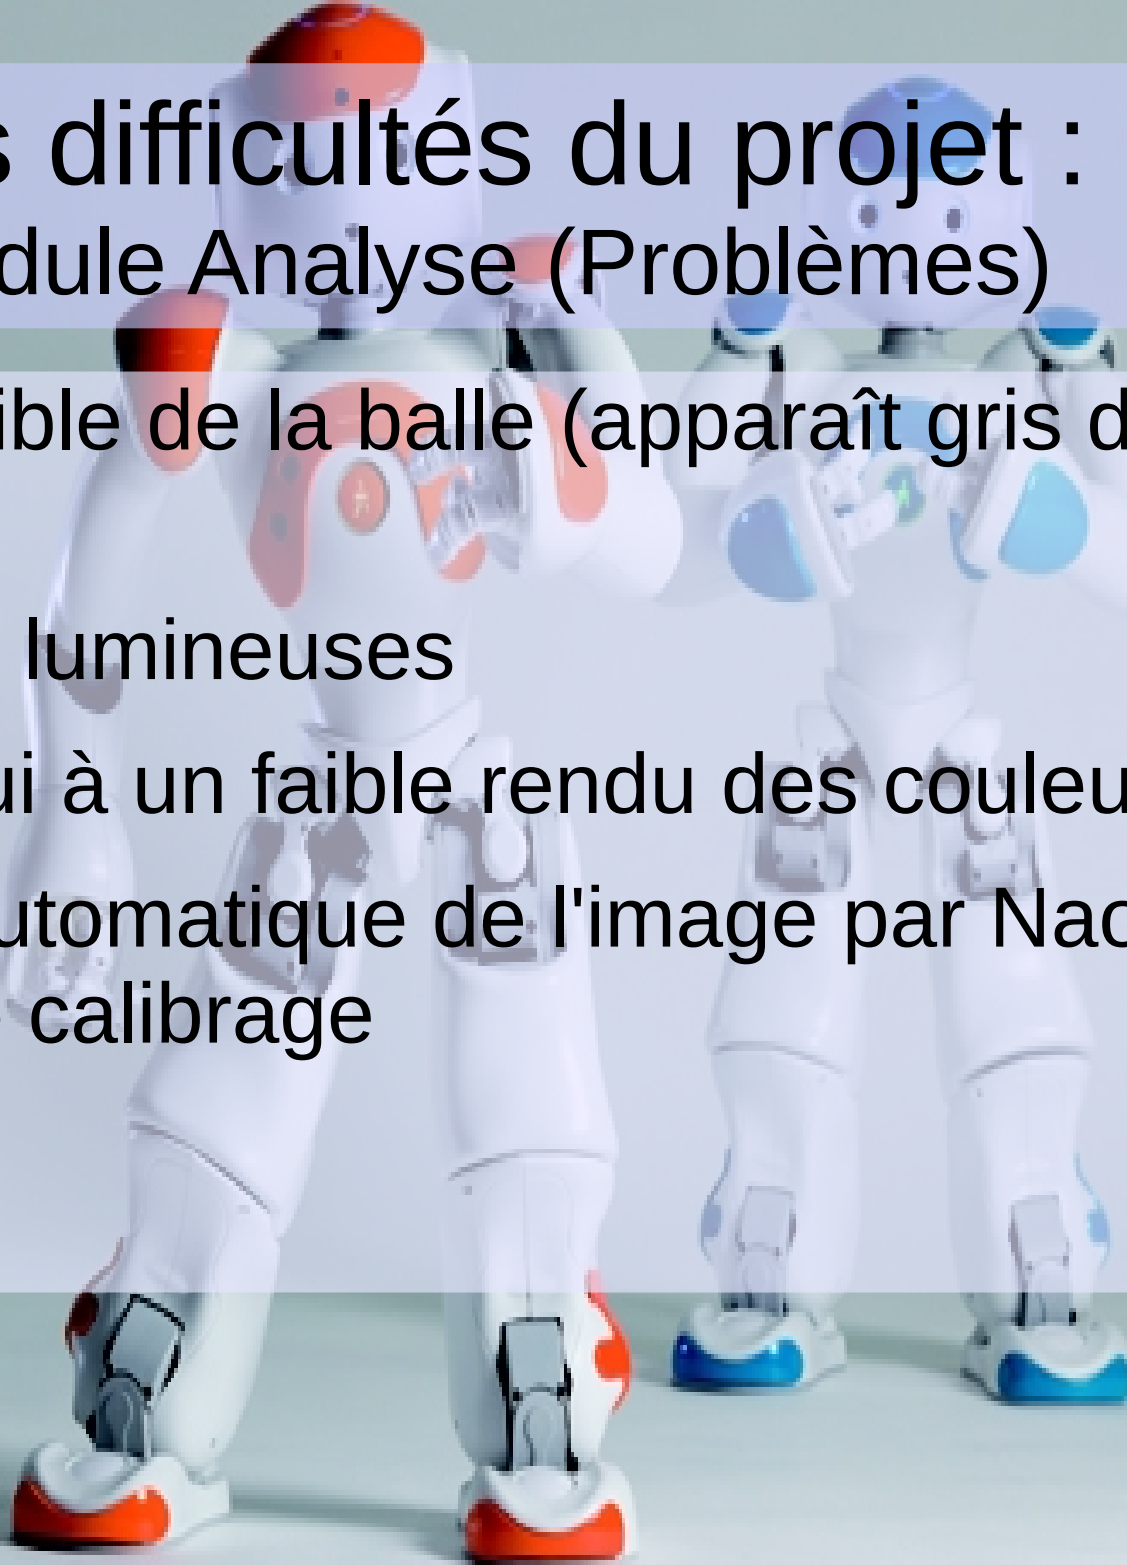 s difficultés du projet :
dule Analyse (Problèmes)
ible de la balle (apparaît gris d
lumineuses
ui à un faible rendu des couleu
utomatique de l'image par Nao
calibrage